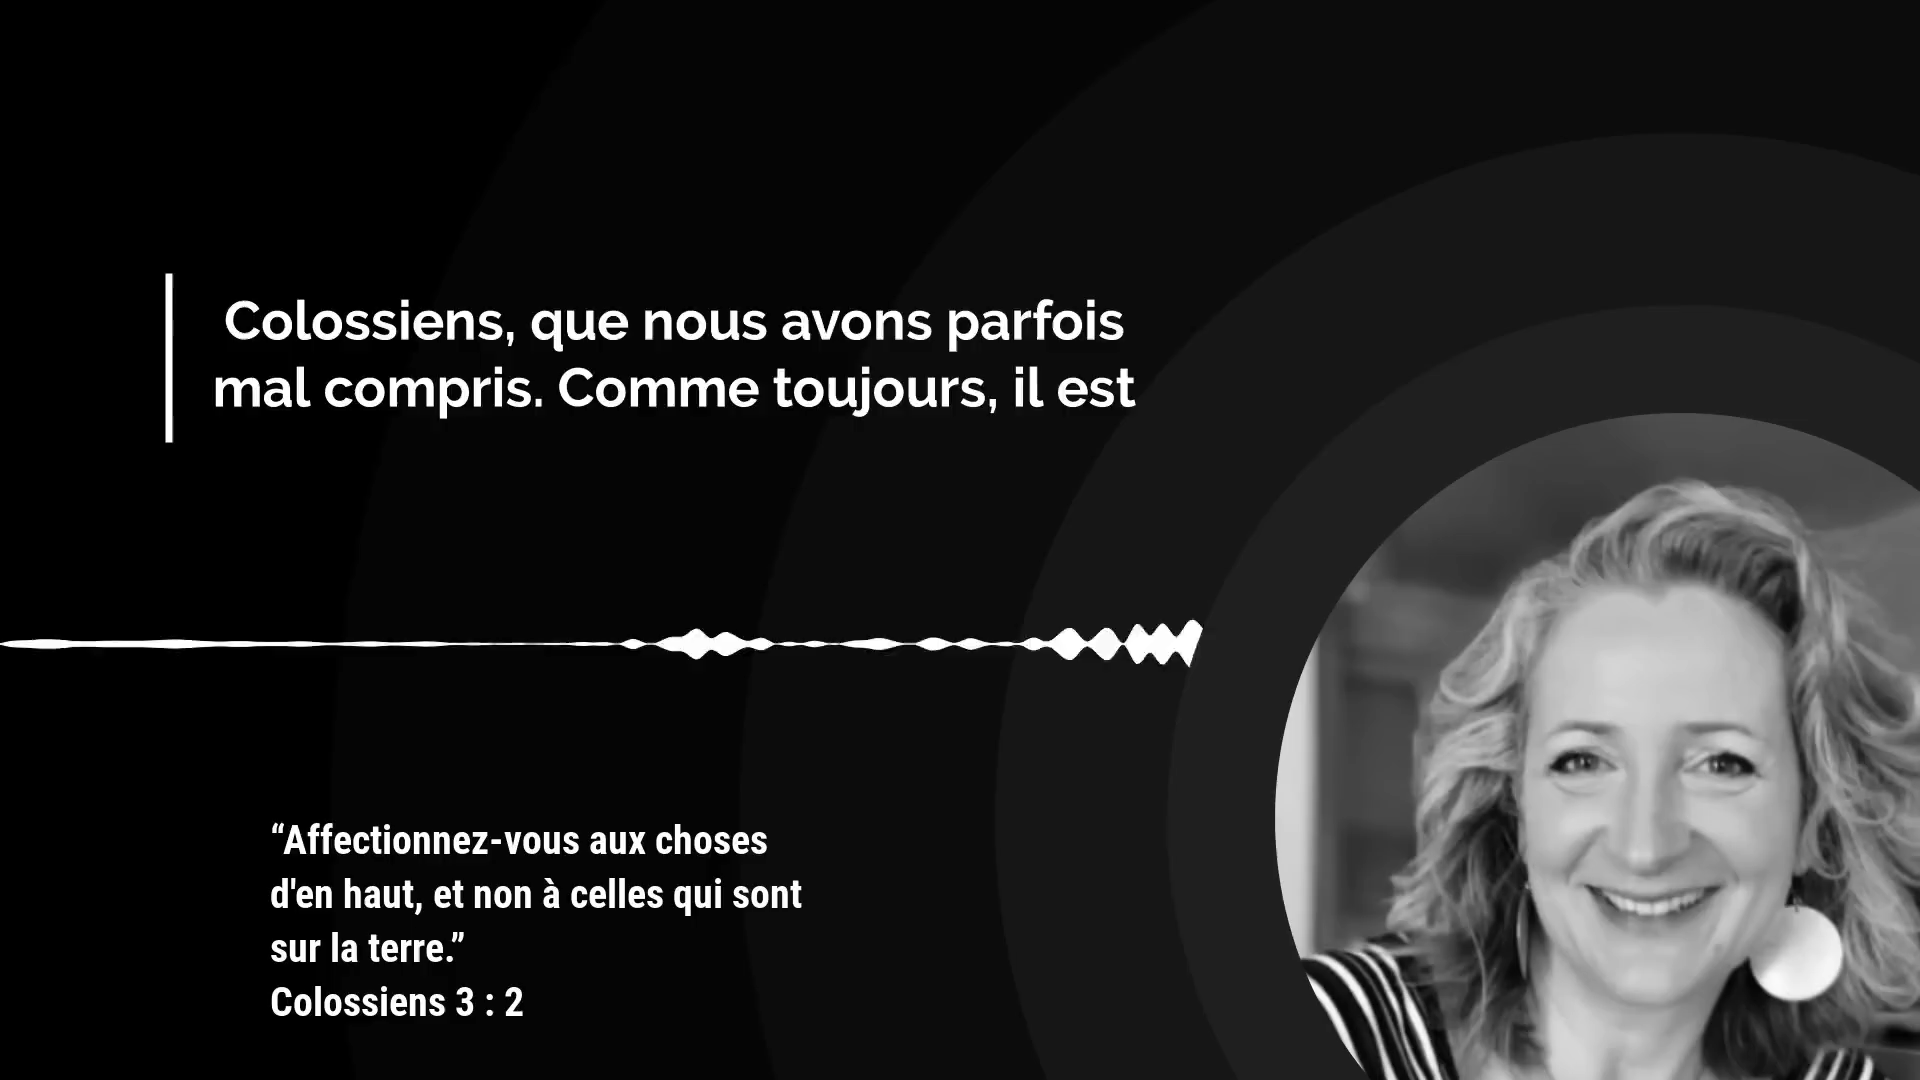 Colossiens, que nous avons parfois
mal compris. Comme toujours, il est
“Affectionnez-vous aux choses
d'en haut, et non à celles qui sont
sur la terre.”
Colossiens 3 : 2